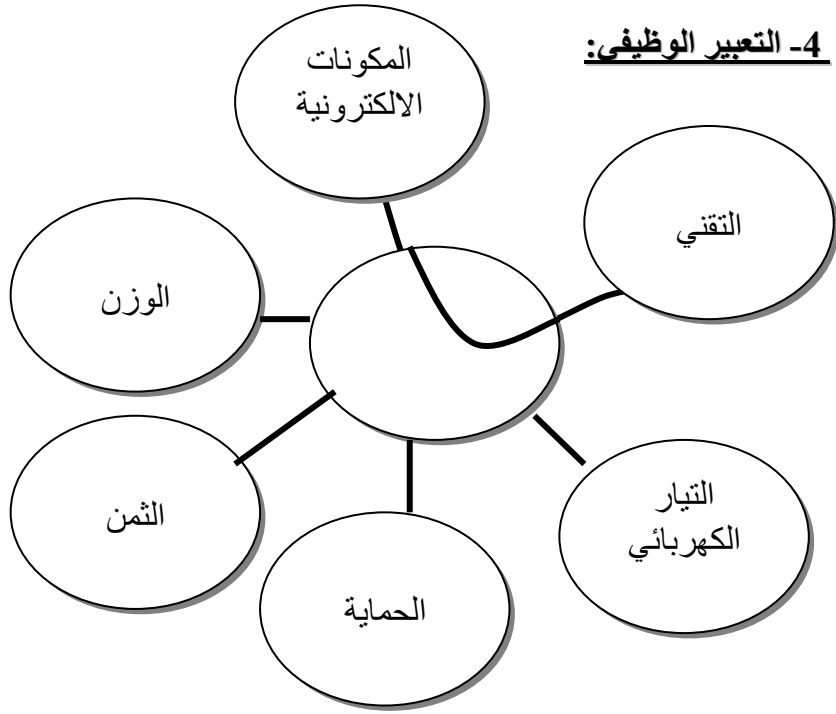 4- التعبير الوظيفي:
المكونات
الالكترونية
التقني
الوزن
التيار
الكهربائي
الثمن
الحماية